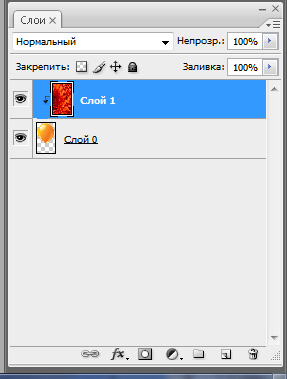 Слои ×
Нормальный Непрозр.: 100%
Закрепить: Заливка: 100%
Слой 1
Слой 0
fx.